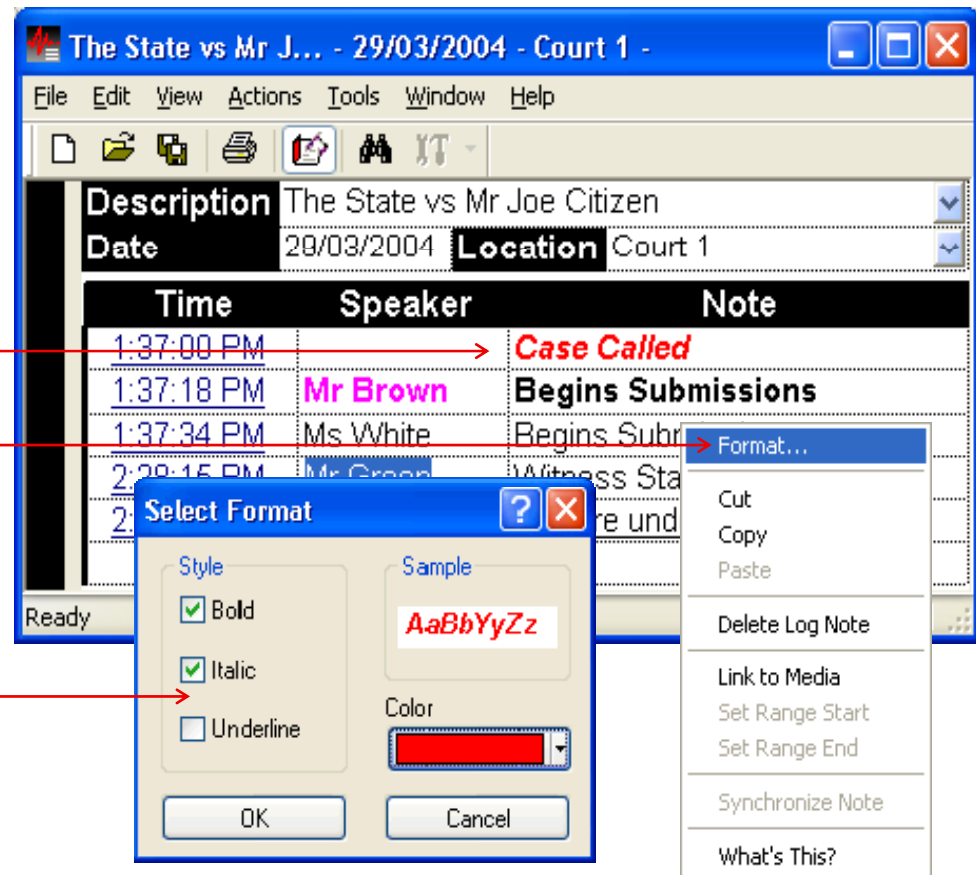 The State vs Mr J... - 29/03/2004 - Court 1 -
File Edit View Actions Tools Window Help
Description The State vs Mr Joe Citizen
Date 29/03/2004 Location Court 1
Time Speaker Note
1:37:00 PM Case Called
1:37:18 PM Mr Brown Begins Submissions
1:37:34 PM Ms White Begins
Format...
2:28:15 PM Mr Green Witness
Cut
Copy
Paste
Delete Log Note
Link to Media
Set Range Start
Set Range End
Synchronize Note
What's This?
Select Format
Style
Bold
Italic
Underline
Sample
AaBbYyZz
Color
OK Cancel
Ready